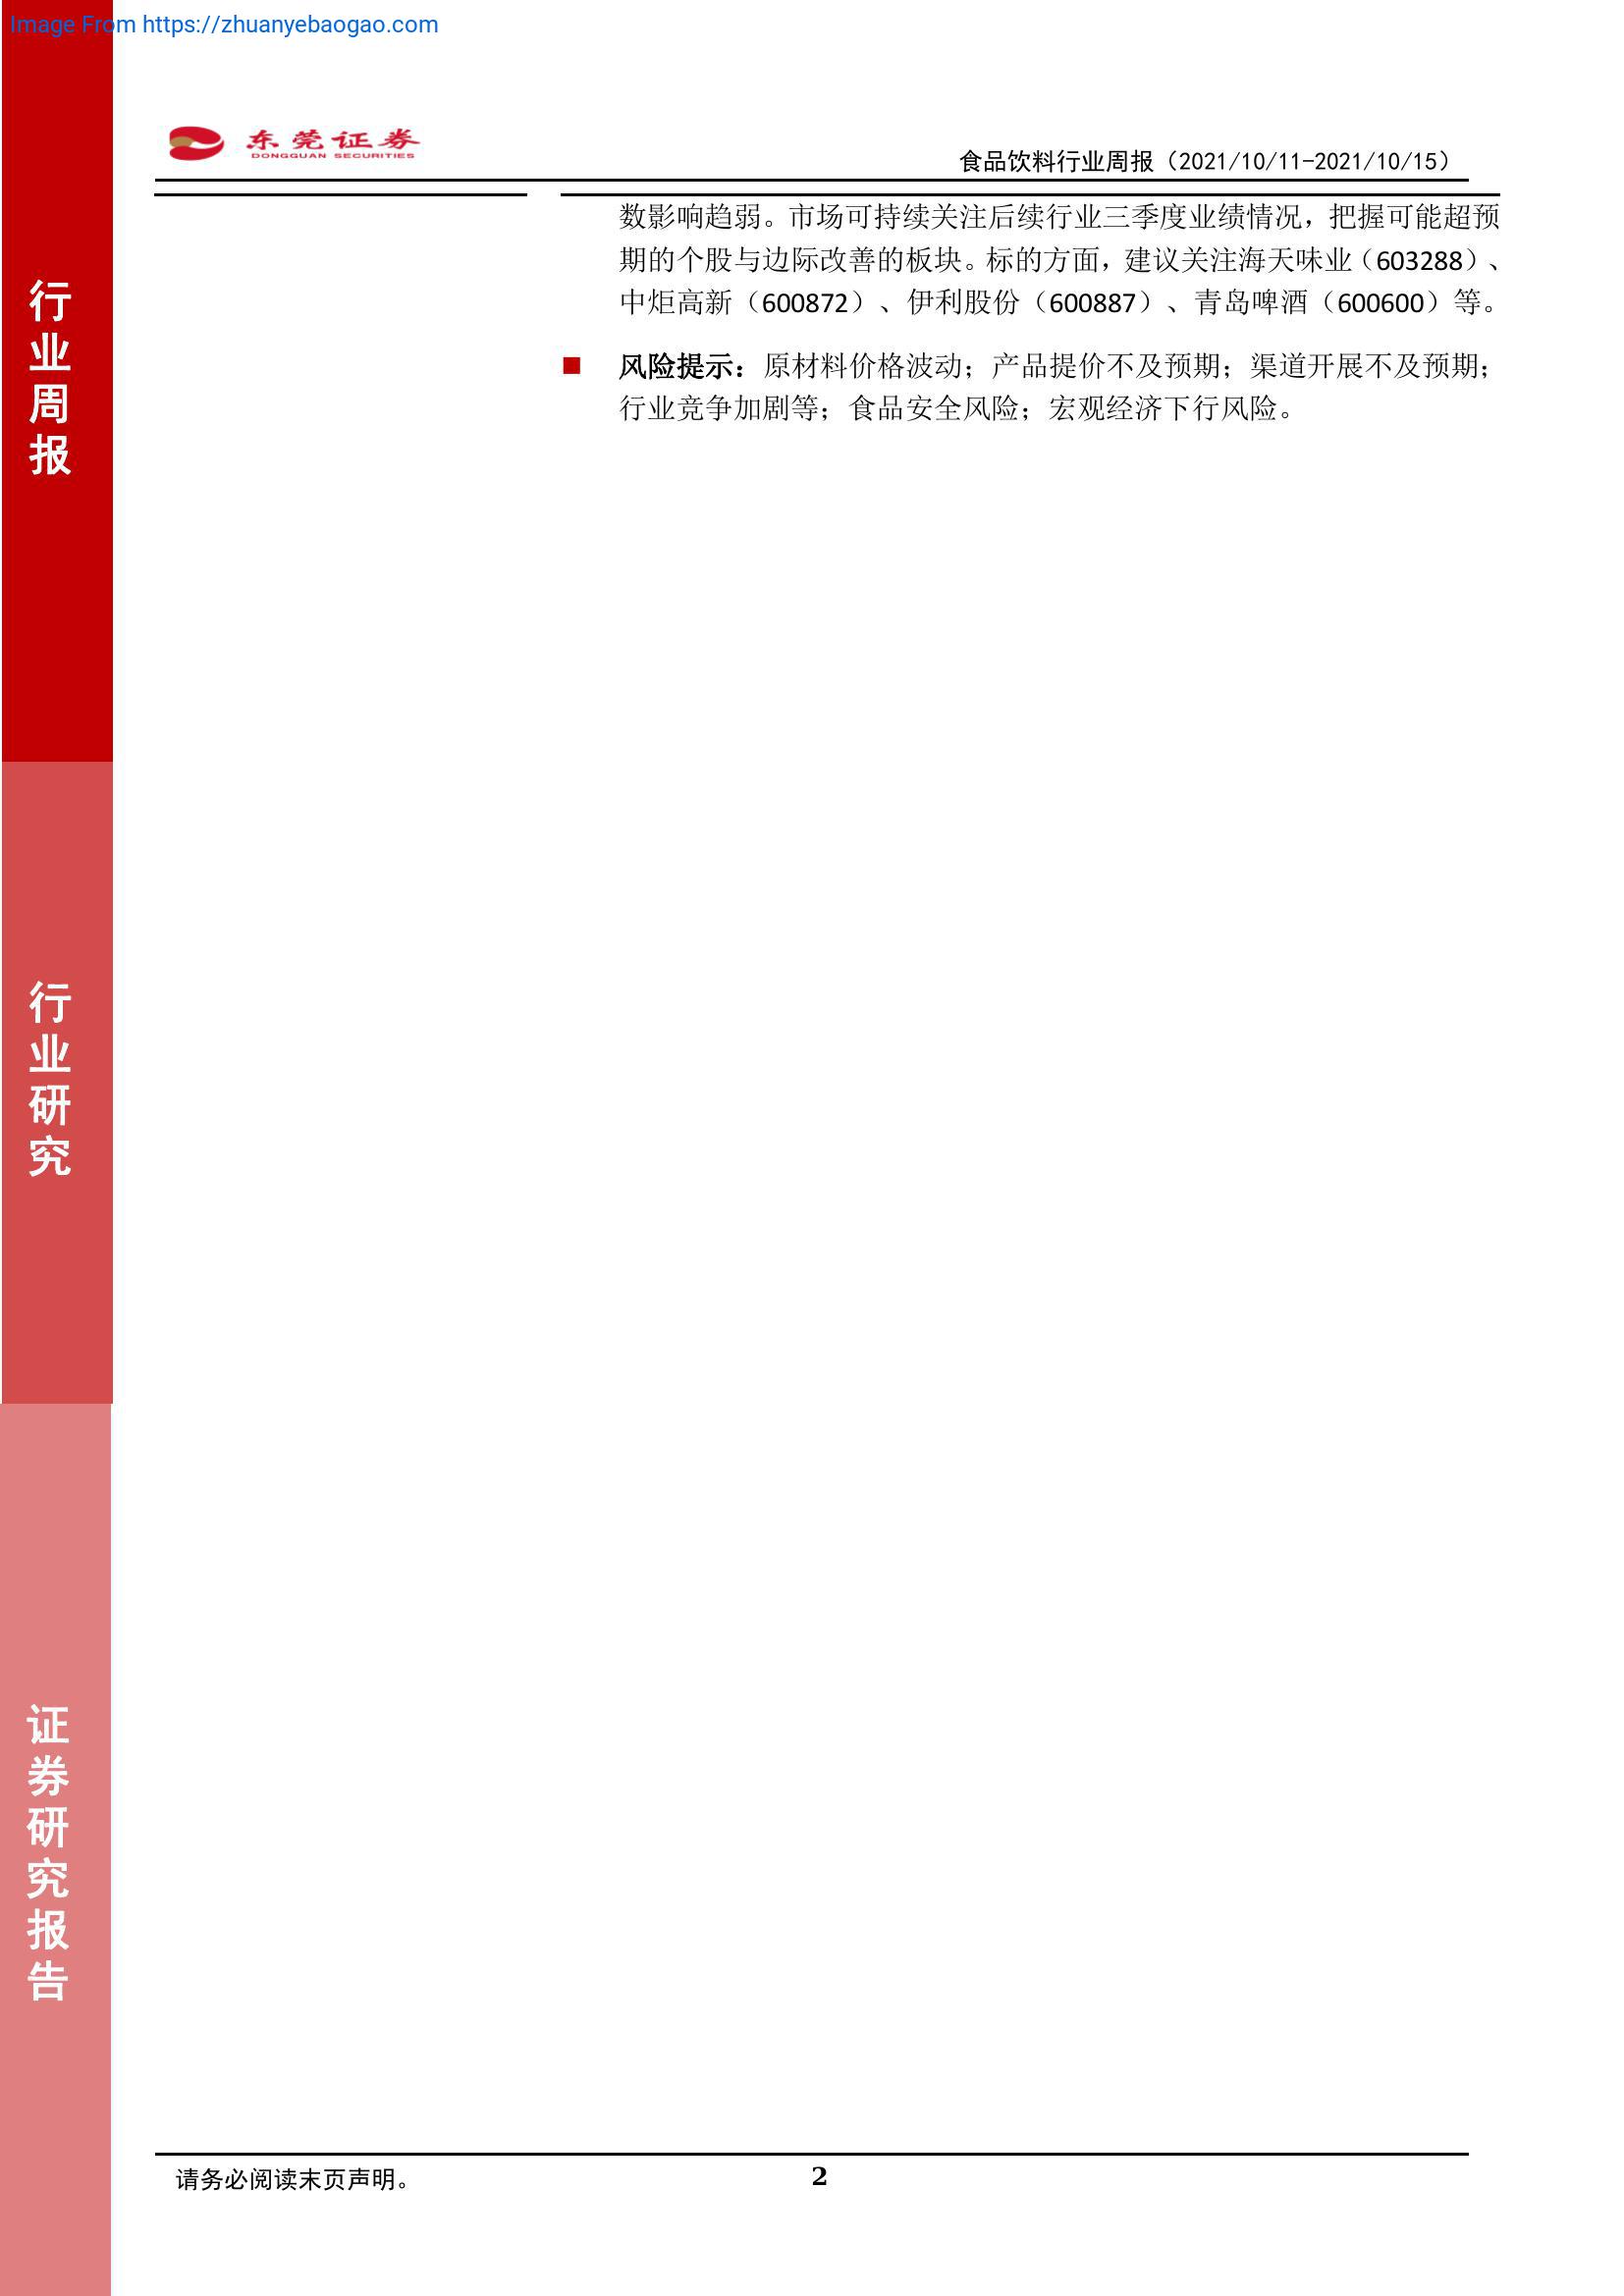 Image From https://zhuanyebaogao.com
东莞证券
DONGGUAN SECURITIES
食品饮料行业周报（2021/10/11-2021/10/15）
数影响趋弱。市场可持续关注后续行业三季度业绩情况，把握可能超预
期的个股与边际改善的板块。标的方面，建议关注海天味业（603288）、
中炬高新（600872）、伊利股份（600887）、青岛啤酒（600600）等。
风险提示：原材料价格波动；产品提价不及预期；渠道开展不及预期；
行业竞争加剧等；食品安全风险；宏观经济下行风险。
行业周报
行业研究
证券研究报告
请务必阅读末页声明。
2